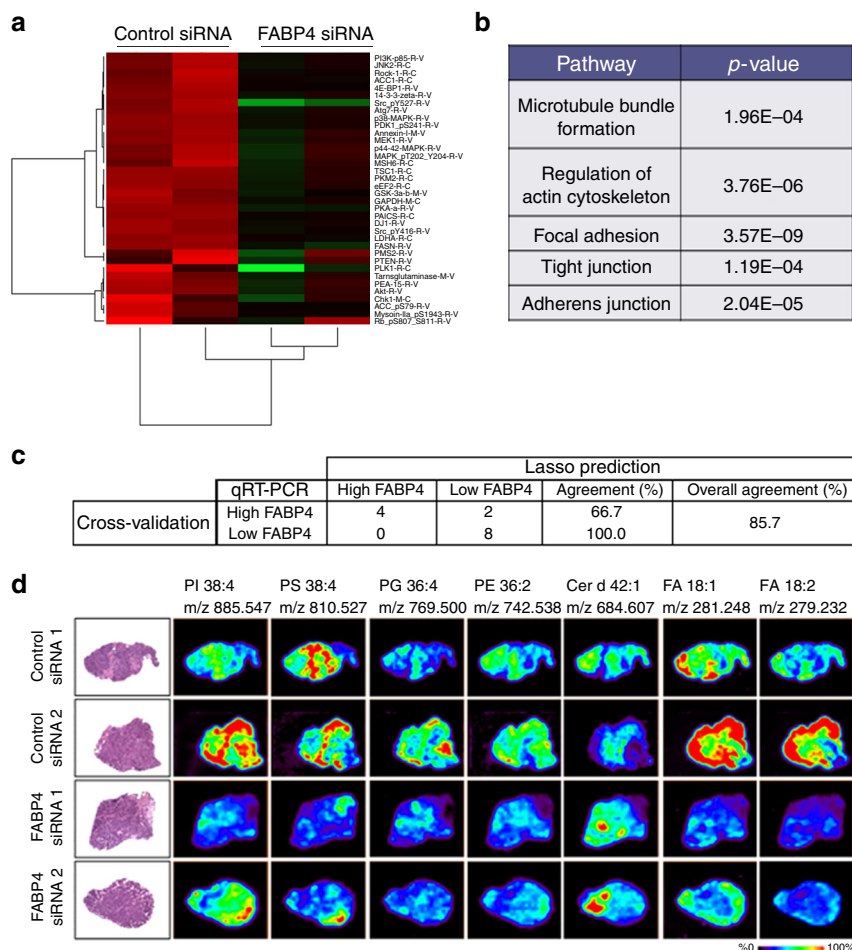 a
Control siRNA FABP4 siRNA
PI3K-p85-R-V
JNK2-R-C
Rock-1-R-C
ACC1-R-C
4E-BP1-R-V
14-3-3-zeta-R-V
Src_pY527-R-V
Atg7-R-V
p38-MAPK-R-V
PDK1_pS241-R-V
Annexin-I-M-V
MEK1-R-V
p44-42-MAPK-R-V
MAPK_pT202_Y204-R-V
MSH6-R-C
TSC1-R-C
PKM2-R-C
eEF2-R-C
GSK-3a-b-M-V
GAPDH-M-C
PKA-a-R-V
PAICS-R-C
DJ1-R-V
Src_pY416-R-V
LDHA-R-C
FASN-R-V
PMS2-R-V
PTEN-R-V
PLK1-R-C
Tarnsglutaminase-M-V
PEA-15-R-V
Akt-R-V
Chk1-M-C
ACC_pS79-R-V
Mysoin-IIa_pS1943-R-V
Rb_pS807_S811-R-V
b
Pathway p-value
Microtubule bundle
formation 1.96E–04
Regulation of
actin cytoskeleton 3.76E–06
Focal adhesion 3.57E–09
Tight junction 1.19E–04
Adherens junction 2.04E–05
c
Lasso prediction
qRT-PCR High FABP4 Low FABP4 Agreement (%) Overall agreement (%)
Cross-validation High FABP4 4 2 66.7 85.7
Low FABP4 0 8 100.0
d
PI 38:4 PS 38:4 PG 36:4 PE 36:2 Cer d 42:1 FA 18:1 FA 18:2
m/z 885.547 m/z 810.527 m/z 769.500 m/z 742.538 m/z 684.607 m/z 281.248 m/z 279.232
Control
siRNA 1
Control
siRNA 2
FABP4
siRNA 1
FABP4
siRNA 2
%0 100%